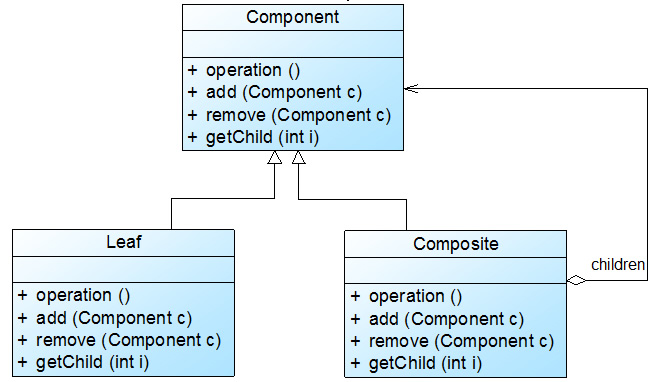 Component
+ operation ()
+ add (Component c)
+ remove (Component c)
+ getChild (int i)
Leaf
+ operation ()
+ add (Component c)
+ remove (Component c)
+ getChild (int i)
Composite
+ operation ()
+ add (Component c)
+ remove (Component c)
+ getChild (int i)
children